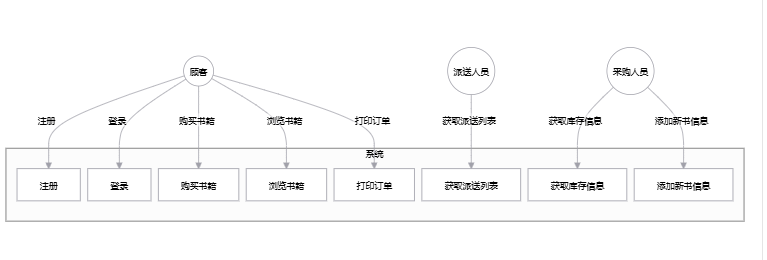 顾客
派送人员
采购人员
注册
登录
购买书籍
浏览书籍
打印订单
获取派送列表
获取库存信息
添加新书信息
系统
注册
登录
购买书籍
浏览书籍
打印订单
获取派送列表
获取库存信息
添加新书信息